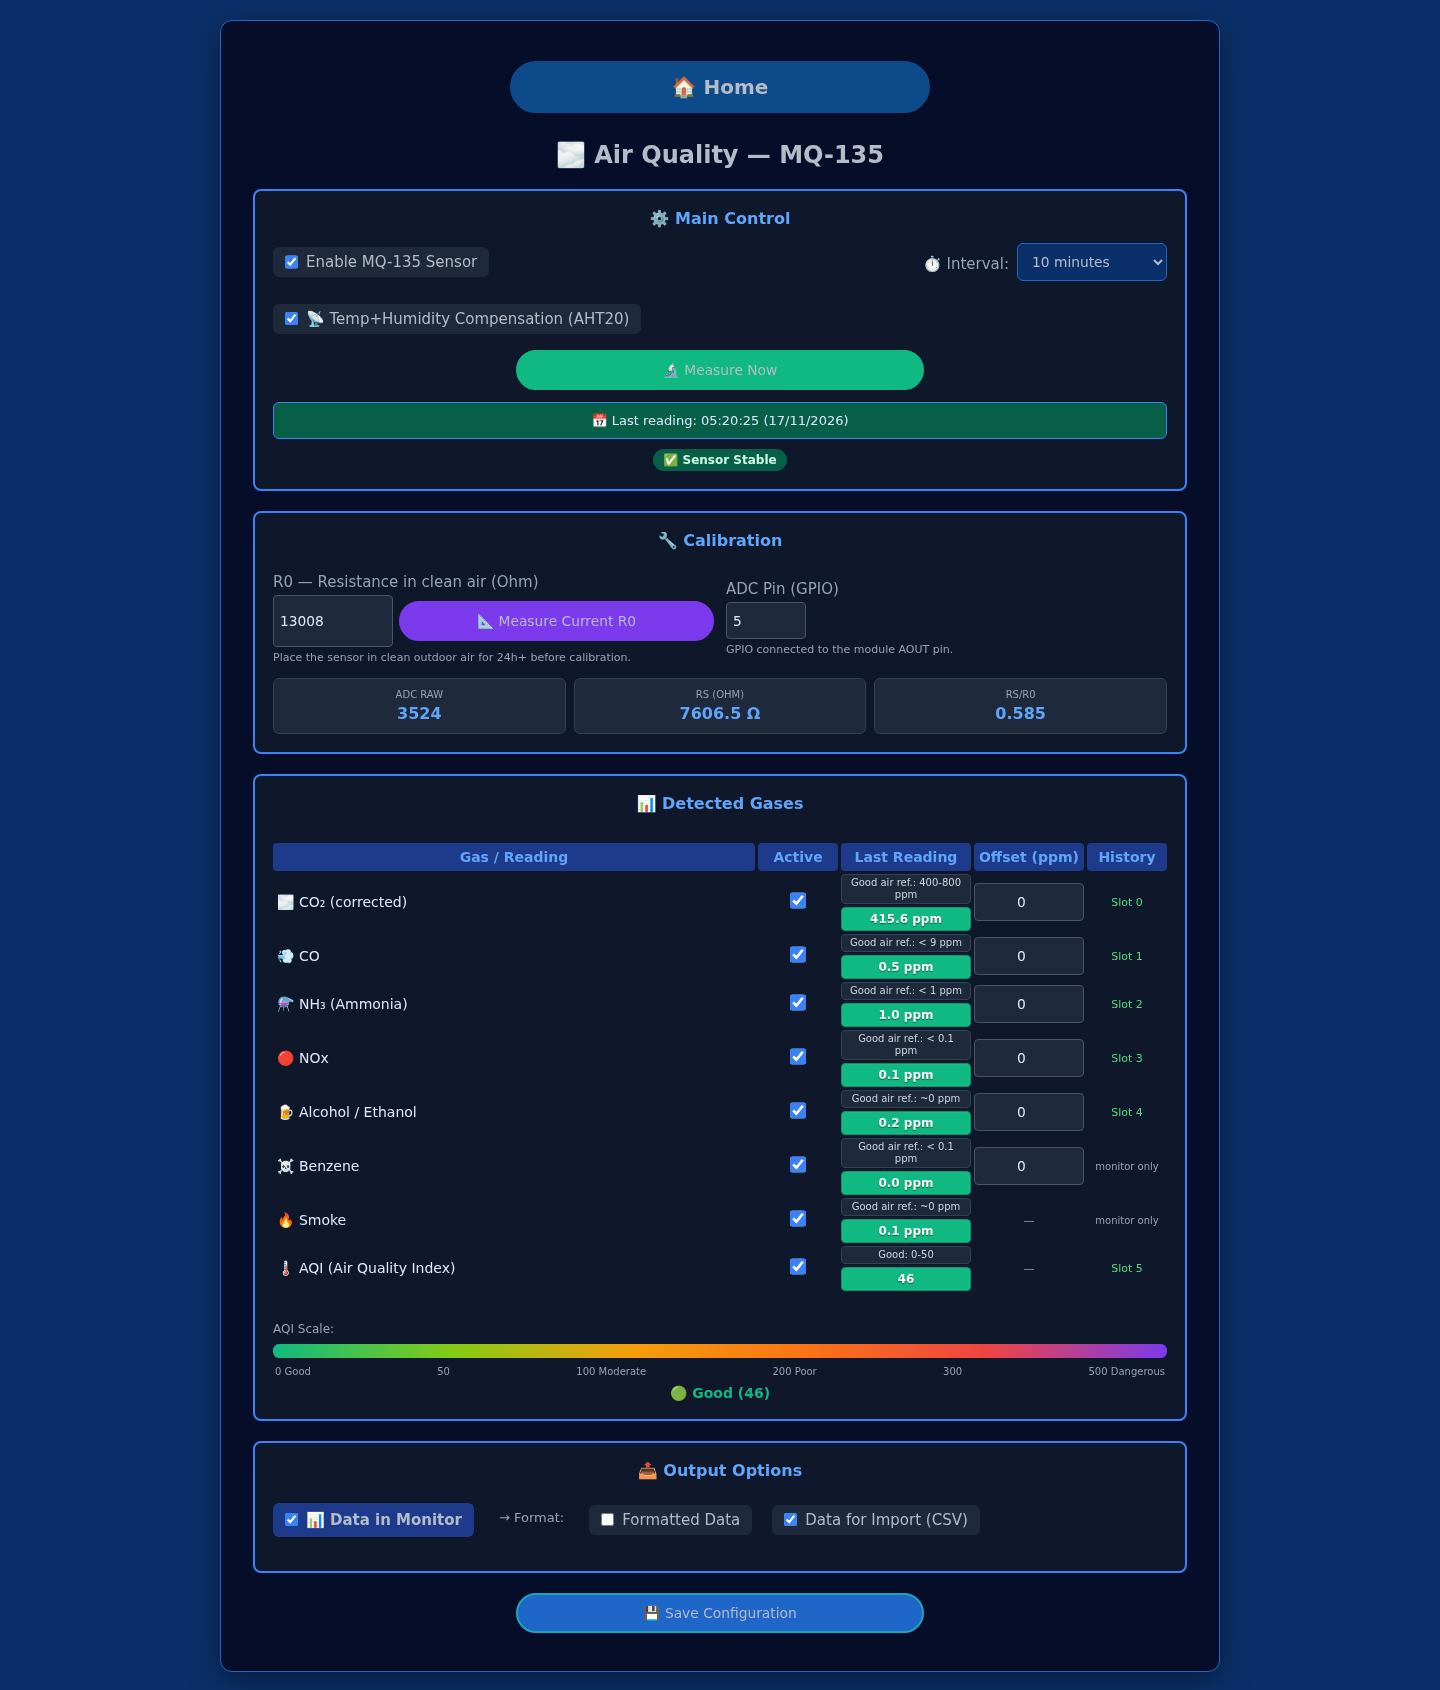 🏠 Home
🌫️ Air Quality — MQ-135
⚙️ Main Control
Enable MQ-135 Sensor
⏱️ Interval: 10 minutes
📡 Temp+Humidity Compensation (AHT20)
🔬 Measure Now
📅 Last reading: 05:20:25 (17/11/2026)
✅ Sensor Stable
🔧 Calibration
R0 — Resistance in clean air (Ohm)
13008
📐 Measure Current R0
Place the sensor in clean outdoor air for 24h+ before calibration.
ADC Pin (GPIO)
5
GPIO connected to the module AOUT pin.
ADC RAW
3524
RS (OHM)
7606.5 Ω
RS/R0
0.585
📊 Detected Gases
Gas / Reading Active Last Reading Offset (ppm) History
🌫️ CO₂ (corrected)
Good air ref.: 400-800
ppm
415.6 ppm
0
Slot 0
💨 CO
Good air ref.: < 9 ppm
0.5 ppm
0
Slot 1
⚗️ NH₃ (Ammonia)
Good air ref.: < 1 ppm
1.0 ppm
0
Slot 2
🔴 NOx
Good air ref.: < 0.1
ppm
0.1 ppm
0
Slot 3
🍺 Alcohol / Ethanol
Good air ref.: ~0 ppm
0.2 ppm
0
Slot 4
☠️ Benzene
Good air ref.: < 0.1
ppm
0.0 ppm
0
monitor only
🔥 Smoke
Good air ref.: ~0 ppm
0.1 ppm
—
monitor only
🌡️ AQI (Air Quality Index)
Good: 0-50
46
—
Slot 5
AQI Scale:
0 Good 50 100 Moderate 200 Poor 300 500 Dangerous
🟢 Good (46)
📤 Output Options
📊 Data in Monitor → Format: Formatted Data Data for Import (CSV)
💾 Save Configuration